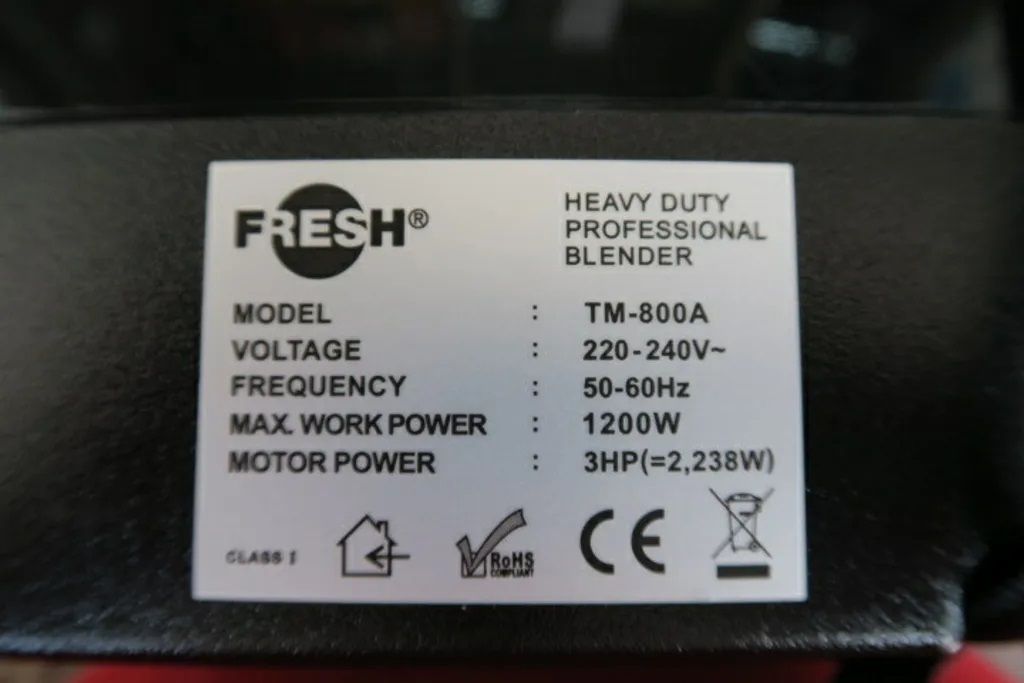 FRESH®
HEAVY DUTY
PROFESSIONAL
BLENDER
MODEL : TM-800A
VOLTAGE : 220-240V~
FREQUENCY : 50-60Hz
MAX. WORK POWER : 1200W
MOTOR POWER : 3HP(=2,238W)
CLASS I
RoHS
COMPLIANT
CE